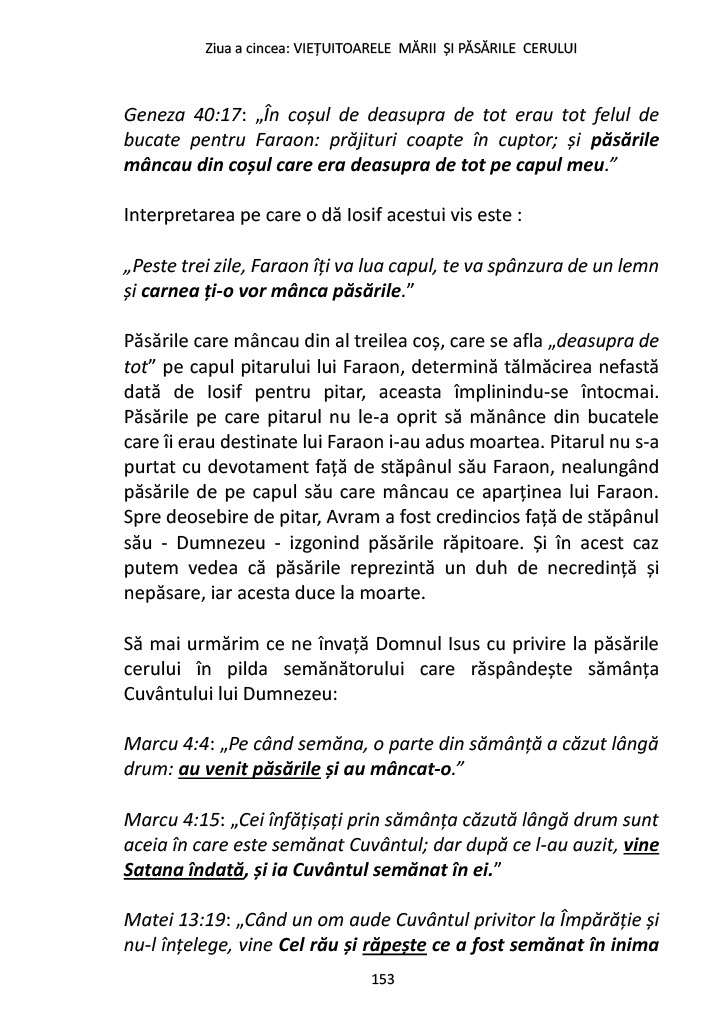 Ziua a cincea: VIEȚUITOARELE MĂRII ȘI PĂSĂRILE CERULUI
Geneza 40:17: „În coșul de deasupra de tot erau tot felul de
bucate pentru Faraon: prăjituri coapte în cuptor; și păsările
mâncau din coșul care era deasupra de tot pe capul meu.”
Interpretarea pe care o dă Iosif acestui vis este :
„Peste trei zile, Faraon îți va lua capul, te va spânzura de un lemn
și carnea ți-o vor mânca păsările.”
Păsările care mâncau din al treilea coș, care se afla „deasupra de
tot” pe capul pitarului lui Faraon, determină tălmăcirea nefastă
dată de Iosif pentru pitar, aceasta împlinindu-se întocmai.
Păsările pe care pitarul nu le-a oprit să mănânce din bucatele
care îi erau destinate lui Faraon i-au adus moartea. Pitarul nu s-a
purtat cu devotament față de stăpânul său Faraon, nealungând
păsările de pe capul său care mâncau ce aparținea lui Faraon.
Spre deosebire de pitar, Avram a fost credincios față de stăpânul
său - Dumnezeu - izgonind păsările răpitoare. Și în acest caz
putem vedea că păsările reprezintă un duh de necredință și
nepăsare, iar acesta duce la moarte.
Să mai urmărim ce ne învață Domnul Isus cu privire la păsările
cerului în pilda semănătorului care răspândește sămânța
Cuvântului lui Dumnezeu:
Marcu 4:4: „Pe când semăna, o parte din sămânță a căzut lângă
drum: au venit păsările și au mâncat-o.”
Marcu 4:15: „Cei înfățișați prin sămânța căzută lângă drum sunt
aceia în care este semănat Cuvântul; dar după ce l-au auzit, vine
Satana îndată, și ia Cuvântul semănat în ei.”
Matei 13:19: „Când un om aude Cuvântul privitor la Împărăție și
nu-l înțelege, vine Cel rău și răpește ce a fost semănat în inima
153